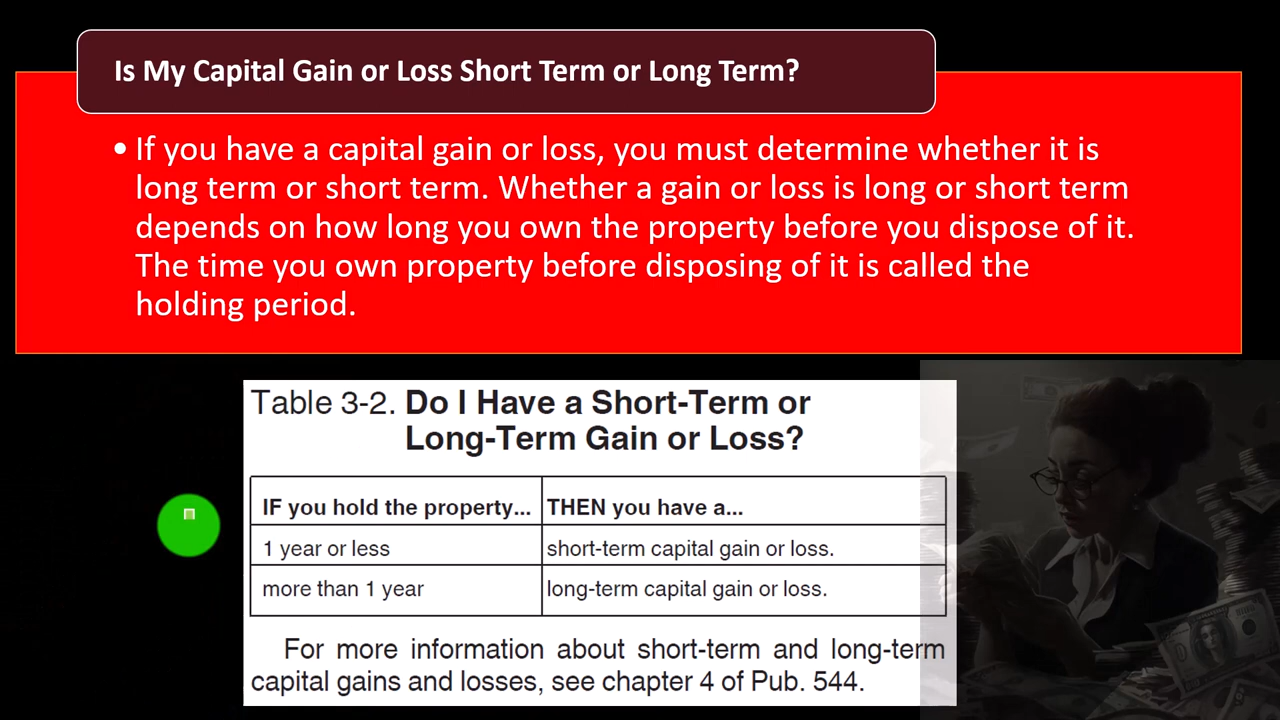 Is My Capital Gain or Loss Short Term or Long Term?
• If you have a capital gain or loss, you must determine whether it is
long term or short term. Whether a gain or loss is long or short term
depends on how long you own the property before you dispose of it.
The time you own property before disposing of it is called the
holding period.
Table 3-2. Do I Have a Short-Term or
Long-Term Gain or Loss?
IF you hold the property... THEN you have a...
1 year or less short-term capital gain or loss.
more than 1 year long-term capital gain or loss.
For more information about short-term and long-term
capital gains and losses, see chapter 4 of Pub. 544.